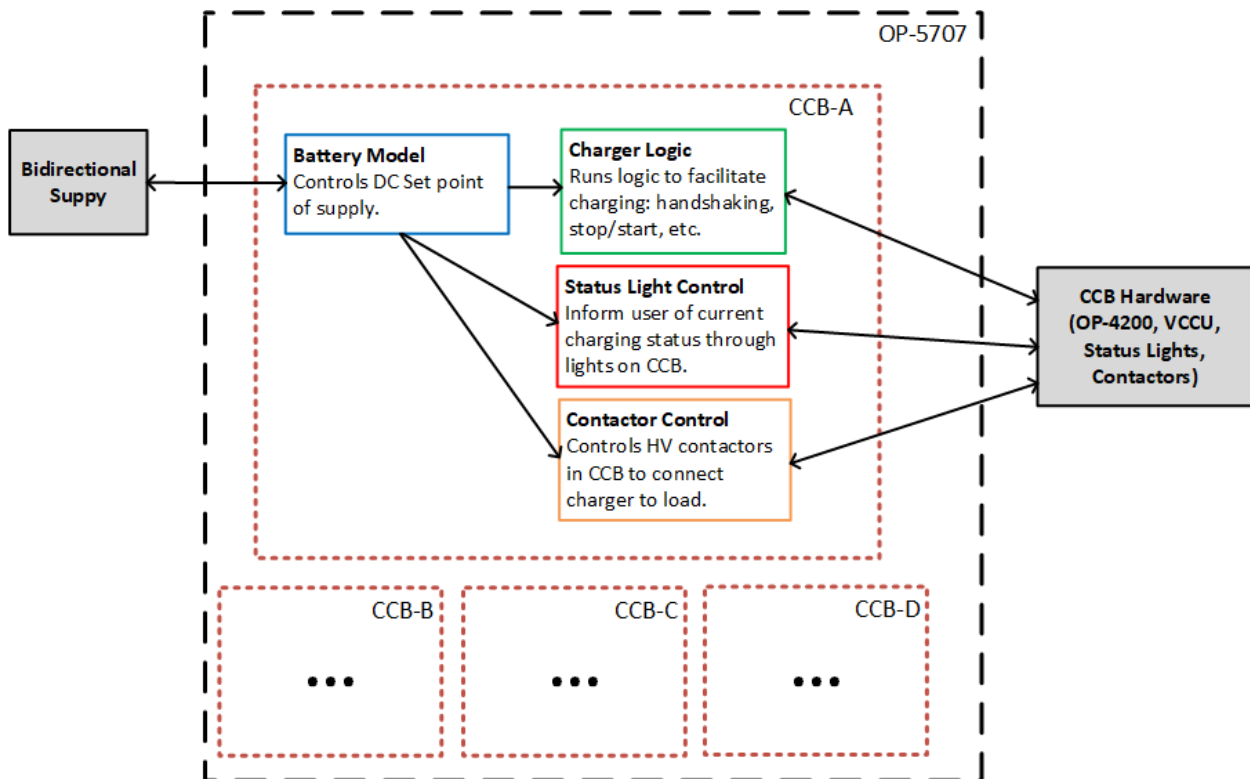 OP-5707
CCB-A
Bidirectional
Suppy
Battery Model
Controls DC Set point
of supply.
Charger Logic
Runs logic to facilitate
charging: handshaking,
stop/start, etc.
Status Light Control
Inform user of current
charging status through
lights on CCB.
Contactor Control
Controls HV contactors
in CCB to connect
charger to load.
CCB Hardware
(OP-4200, VCCU,
Status Lights,
Contactors)
CCB-B
CCB-C
CCB-D
•••
•••
•••